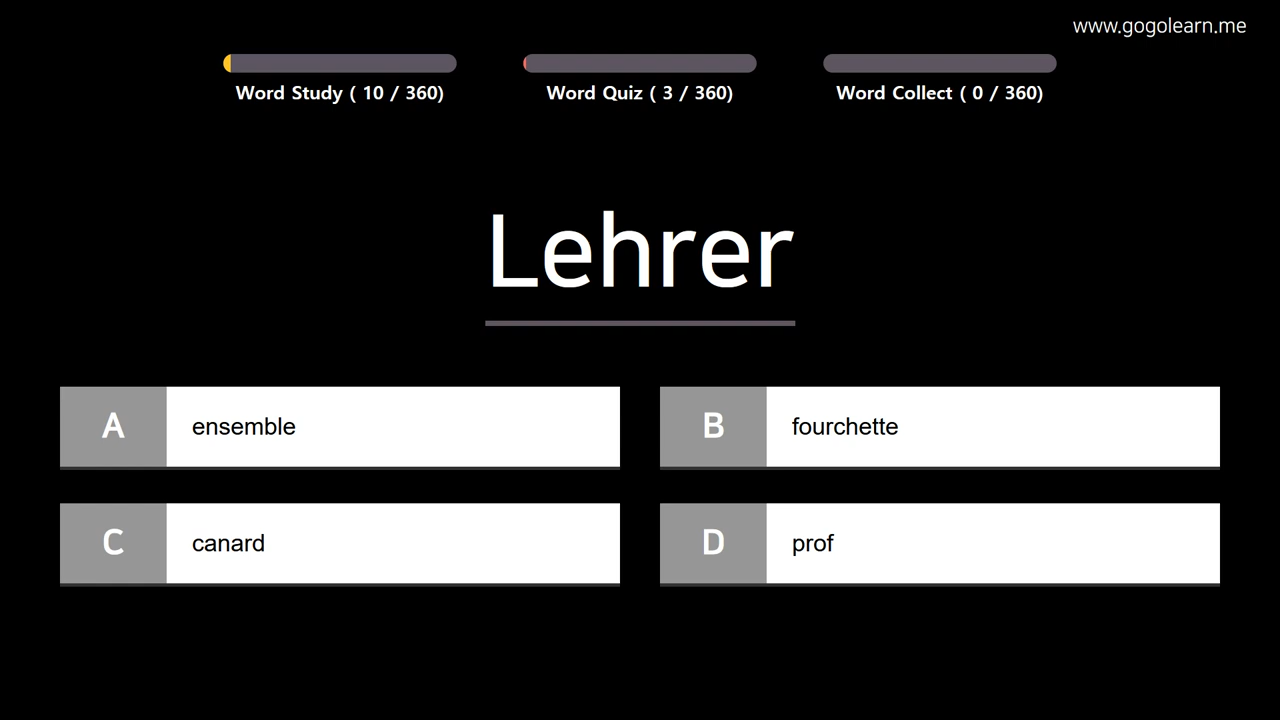 www.gogolearn.me
Word Study ( 10 / 360)
Word Quiz ( 3 / 360)
Word Collect ( 0 / 360)
Lehrer
A
ensemble
B
fourchette
C
canard
D
prof